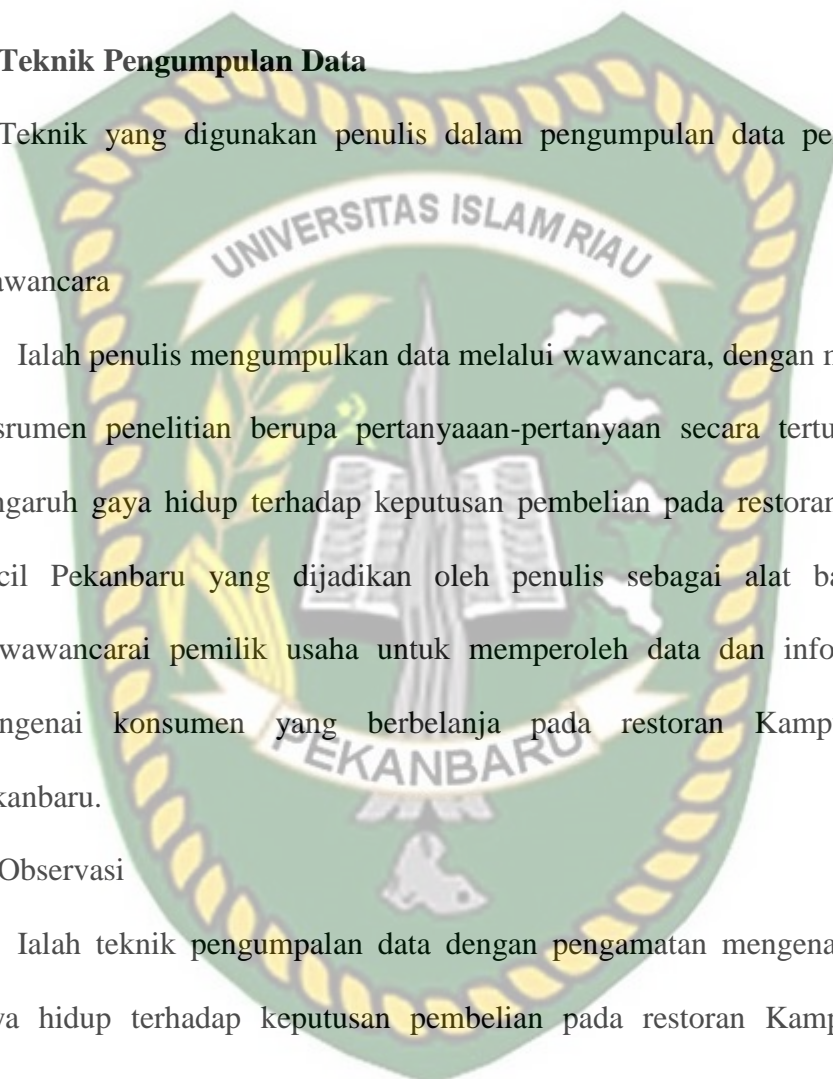 Teknik Pengumpulan Data
Teknik yang digunakan penulis dalam pengumpulan data pe
UNIVERSITAS ISLAM RIAU
awancara
Ialah penulis mengumpulkan data melalui wawancara, dengan
srumen penelitian berupa pertanyaaan-pertanyaan secara tertu
ngaruh gaya hidup terhadap keputusan pembelian pada restoran
cil Pekanbaru yang dijadikan oleh penulis sebagai alat ba
wawancarai pemilik usaha untuk memperoleh data dan info
ngenai konsumen yang berbelanja pada restoran Kamp
PEKANBARU
kanbaru.
Observasi
Ialah teknik pengumpalan data dengan pengamatan mengena
ya hidup terhadap keputusan pembelian pada restoran Kamp